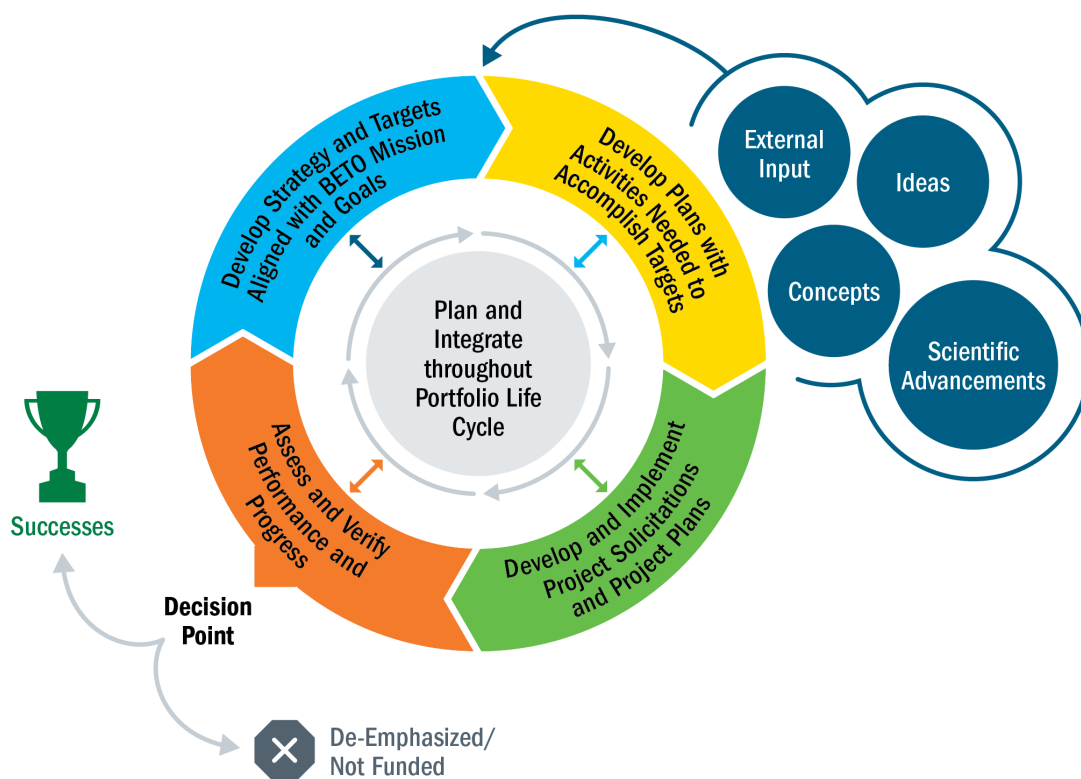 Develop Strategy and Targets
Aligned with BETO Mission
and Goals
Develop Plans with
Activities Needed to
Accomplish Targets
External
Input
Ideas
Concepts
Scientific
Advancements
Plan and
Integrate
throughout
Portfolio Life
Cycle
Develop and Implement
Project Solicitations
and Project Plans
Assess and Verify
Performance and
Progress
Successes
Decision
Point
De-Emphasized/
Not Funded